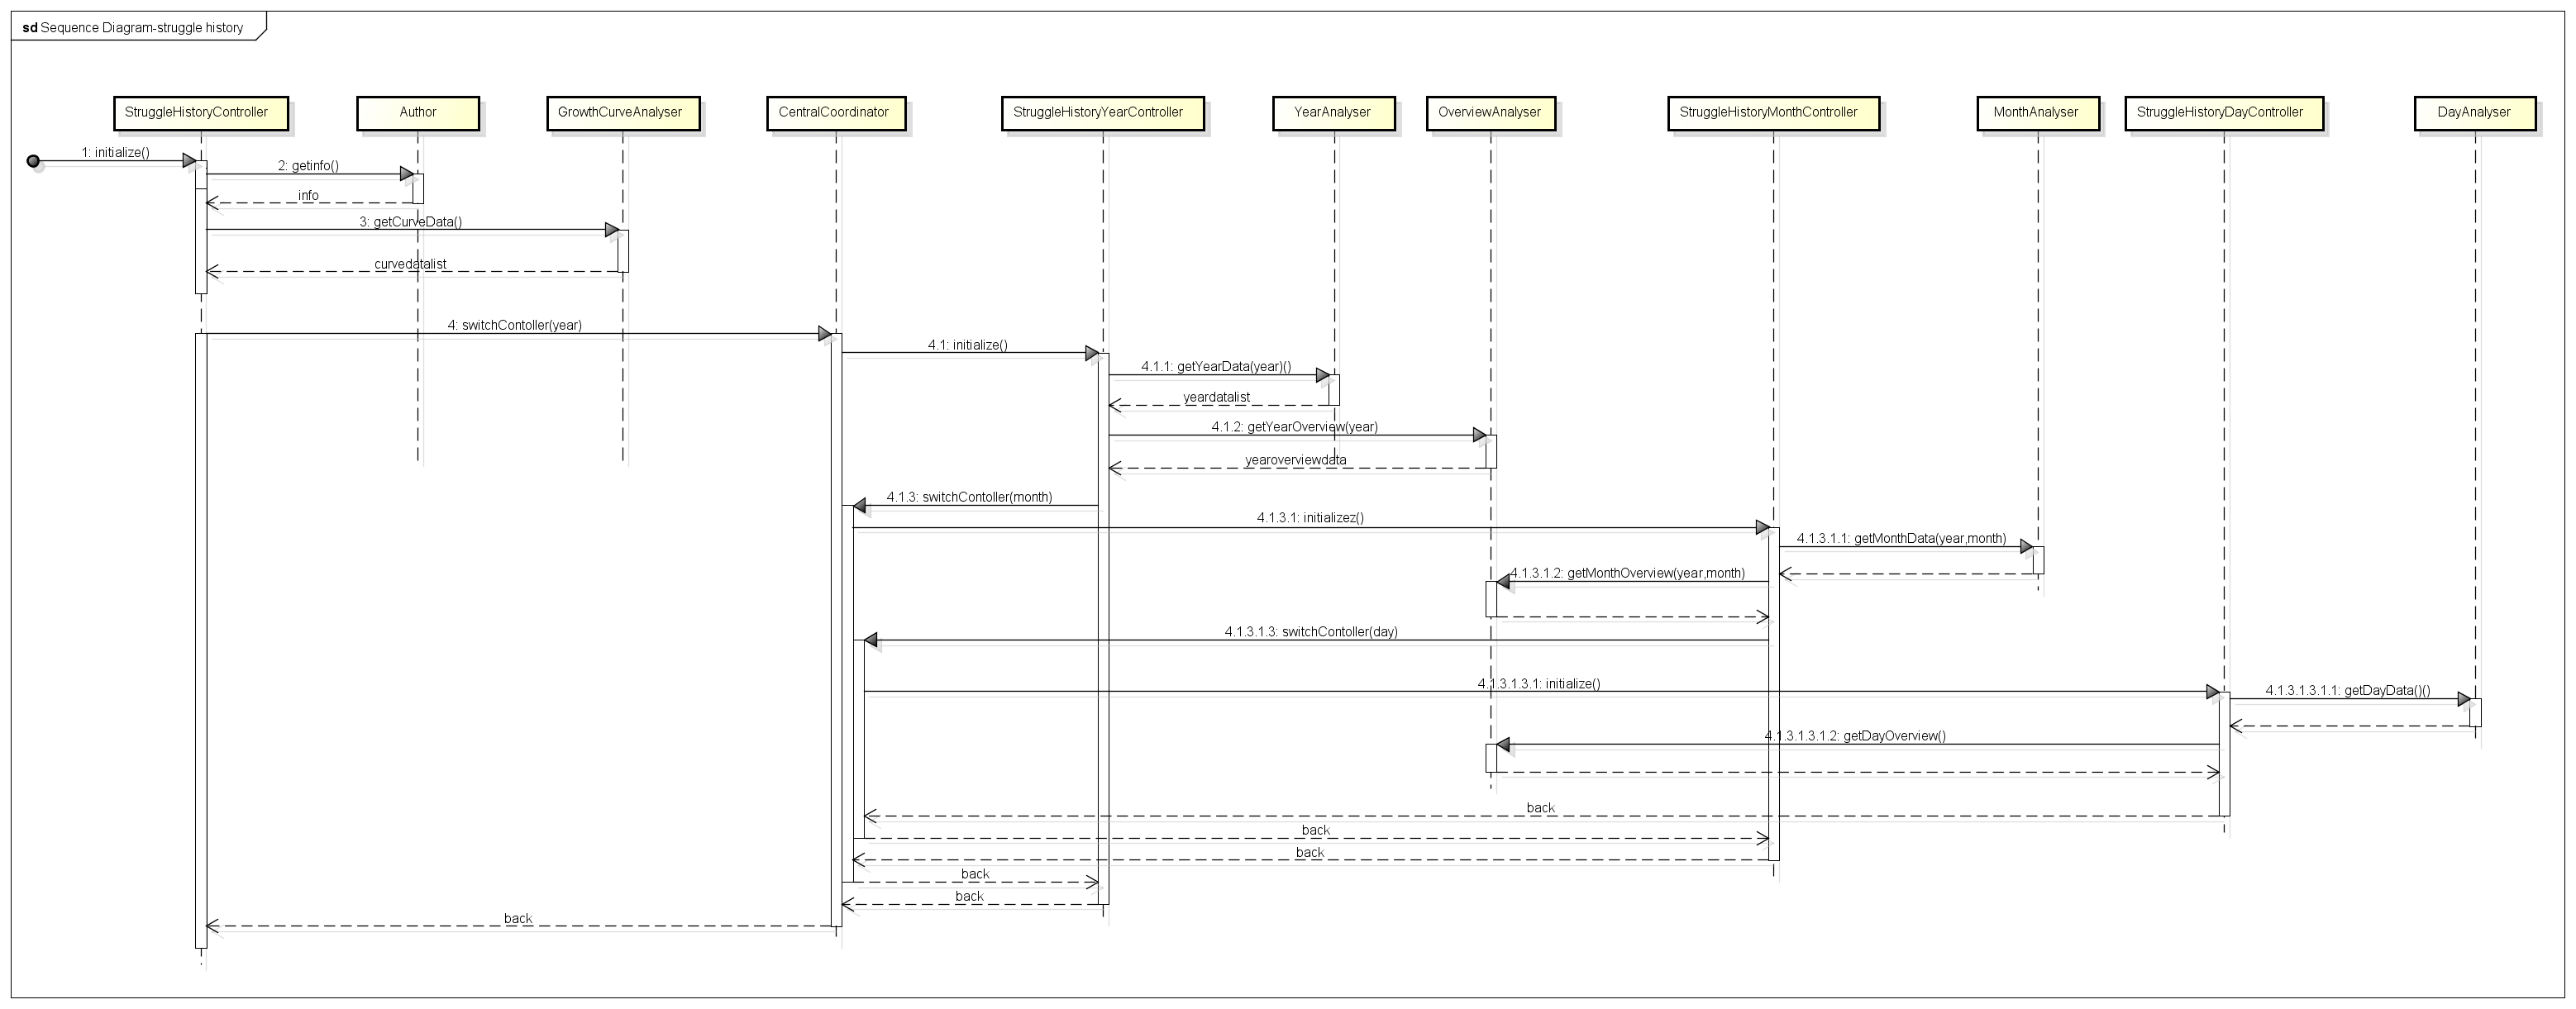 sd Sequence Diagram-struggle history
StruggleHistoryController
Author
GrowthCurveAnalyser
CentralCoordinator
StruggleHistoryYearController
YearAnalyser
OverviewAnalyser
StruggleHistoryMonthController
MonthAnalyser
StruggleHistoryDayController
DayAnalyser
1: initialize()
2: getinfo()
info
3: getCurveData()
curvedatalist
4: switchContoller(year)
4.1: initialize()
4.1.1: getYearData(year)()
yeardatalist
4.1.2: getYearOverview(year)
yearoverviewdata
4.1.3: switchContoller(month)
4.1.3.1: initializez()
4.1.3.1.1: getMonthData(year,month)
4.1.3.1.2: getMonthOverview(year,month)
4.1.3.1.3: switchContoller(day)
4.1.3.1.3.1: initialize()
4.1.3.1.3.1.1: getDayData()()
4.1.3.1.3.1.2: getDayOverview()
back
back
back
back
back
back